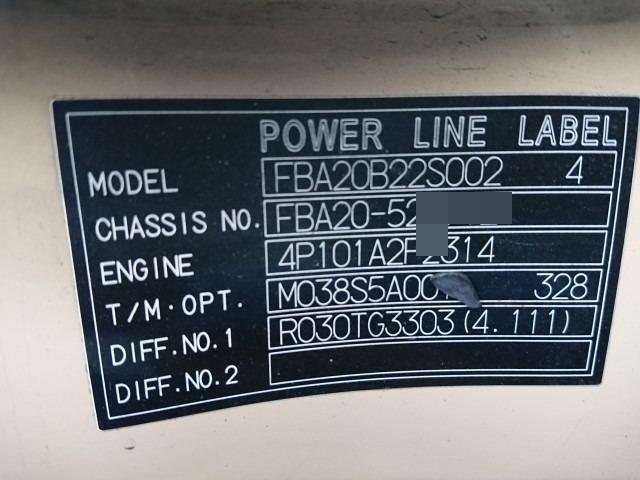 POWER LINE LABEL
MODEL FBA20B22S002 4
CHASSIS NO. FBA20-52
ENGINE 4P101A2F2314
T/M·OPT. M038S5A00 328
DIFF.NO.1 R030TG3303(4.111)
DIFF.NO.2